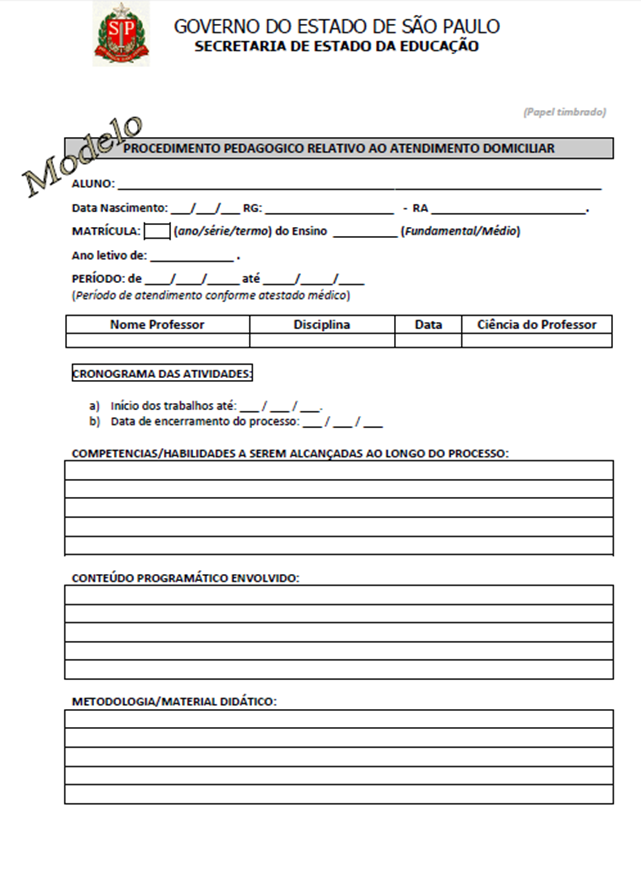 GOVERNO DO ESTADO DE SÃO PAULO
SECRETARIA DE ESTADO DA EDUCAÇÃO
(Papel timbrado)
Modelo
PROCEDIMENTO PEDAGOGICO RELATIVO AO ATENDIMENTO DOMICILIAR
ALUNO: ____________________
Data Nascimento: ___/___/___ RG: ____________________ - RA ________________________.
MATRÍCULA: (ano/série/termo) do Ensino __________ (Fundamental/Médio)
Ano letivo de: _____________ .
PERÍODO: de ____/____/_____ até _____/_____/____
(Período de atendimento conforme atestado médico)
Nome Professor Disciplina Data Ciência do Professor
CRONOGRAMA DAS ATIVIDADES:
a) Início dos trabalhos até: ___ / ___ / ___.
b) Data de encerramento do processo: ___ / ___ / ___
COMPETENCIAS/HABILIDADES A SEREM ALCANÇADAS AO LONGO DO PROCESSO:
CONTEÚDO PROGRAMÁTICO ENVOLVIDO:
METODOLOGIA/MATERIAL DIDÁTICO: